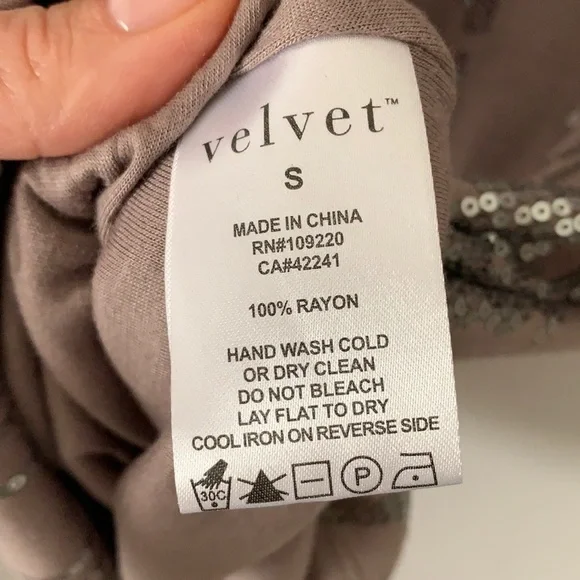 velvet™
S
MADE IN CHINA
RN#109220
CA#42241
100% RAYON
HAND WASH COLD
OR DRY CLEAN
DO NOT BLEACH
LAY FLAT TO DRY
COOL IRON ON REVERSE SIDE
30C P